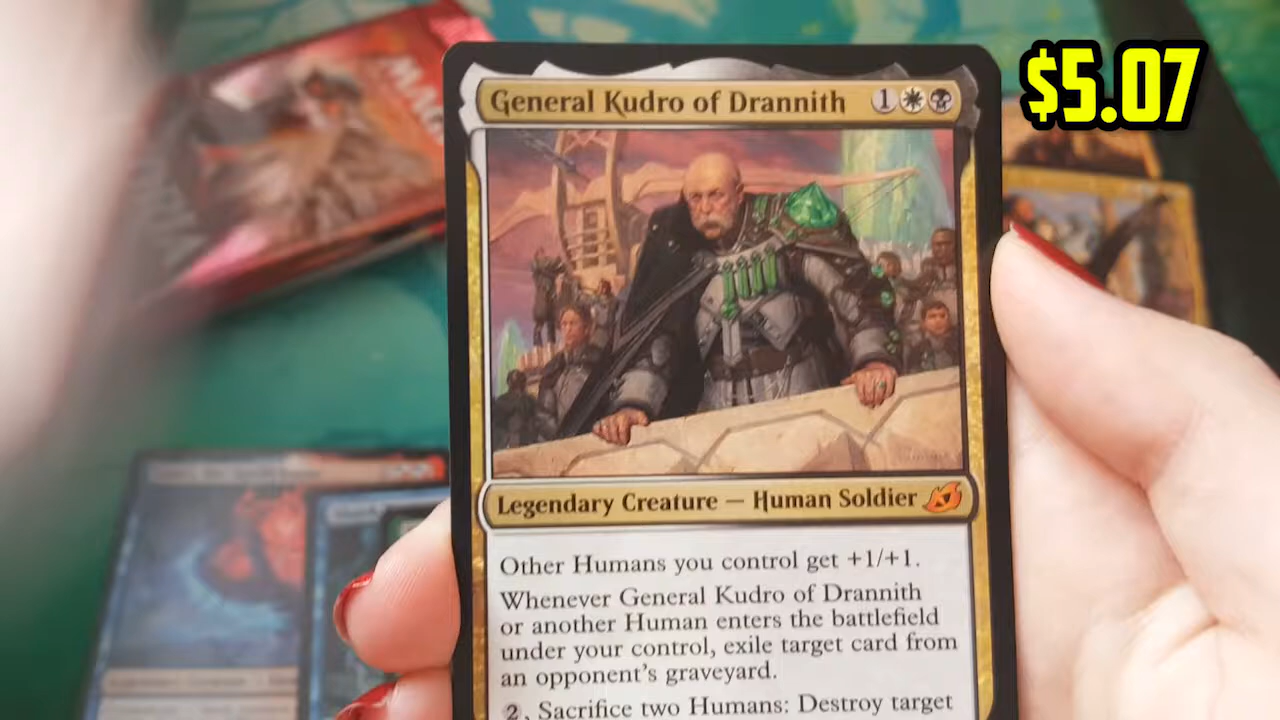 $5.07
General Kudro of Drannith 1
Legendary Creature — Human Soldier
Other Humans you control get +1/+1.
Whenever General Kudro of Drannith
or another Human enters the battlefield
under your control, exile target card from
an opponent's graveyard.
2, Sacrifice two Humans: Destroy target